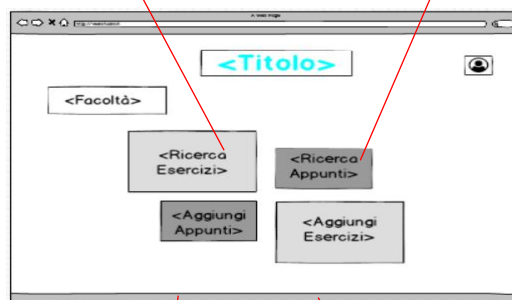 A Web Page
<Titolo>
<Facoltà>
<Ricerca
Esercizi>
<Ricerca
Appunti>
<Aggiungi
Appunti>
<Aggiungi
Esercizi>